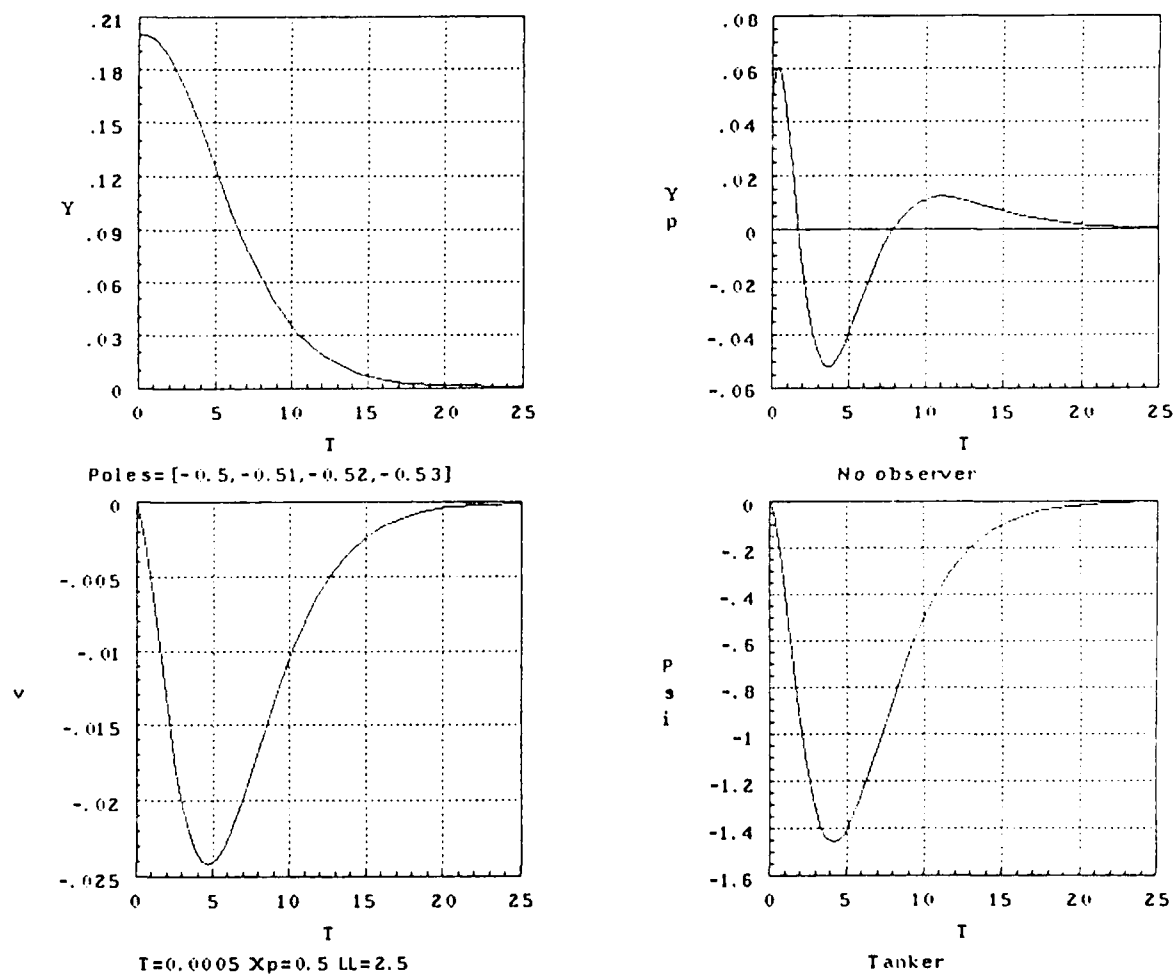 .21
.18
.15
.12
.09
.06
.03
0
Y
0 5 10 15 20 25
T
Poles=[-0.5,-0.51,-0.52,-0.53]
.08
.06
.04
.02
0
-.02
-.04
-.06
Y
p
0 5 10 15 20 25
T
No observer
0
-.005
-.01
-.015
-.02
-.025
v
0 5 10 15 20 25
T
T=0.0005 Xp=0.5 LL=2.5
0
-.2
-.4
-.6
-.8
-1
-1.2
-1.4
-1.6
p
s
i
0 5 10 15 20 25
T
Tanker